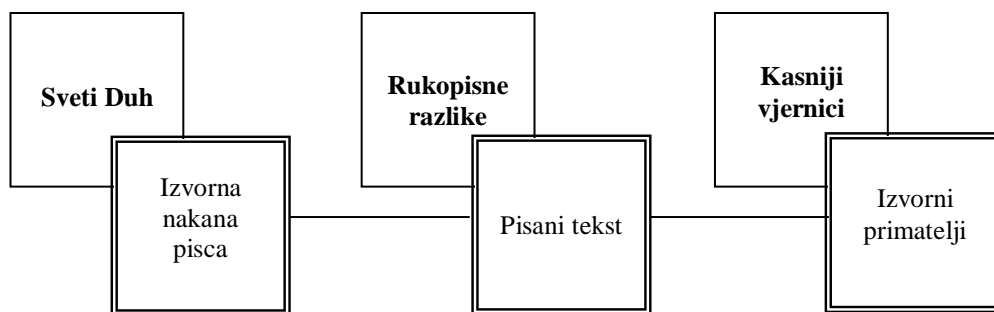 Sveti Duh
Rukopisne
razlike
Kasniji
vjernici
Izvorna
nakana
pisca
Pisani tekst
Izvorni
primatelji